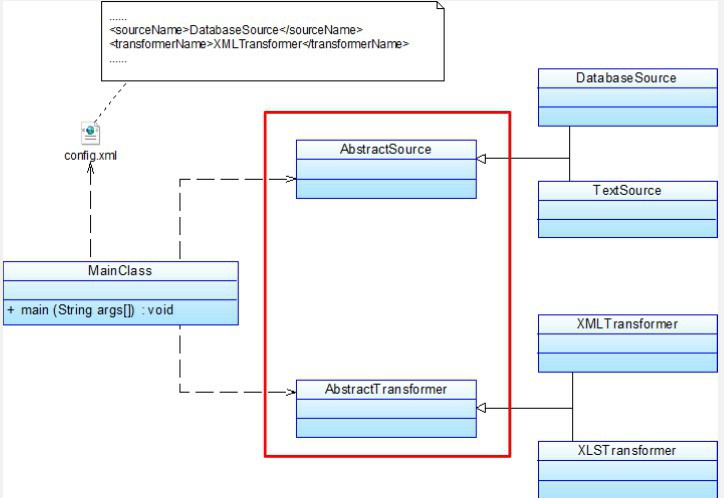 ......
<sourceName>DatabaseSource</sourceName>
<transformerName>XMLTransformer</transformerName>
......
config.xml
DatabaseSource
AbstractSource
TextSource
MainClass
+ main (String args[]) : void
XMLTransformer
AbstractTransformer
XLSTransformer